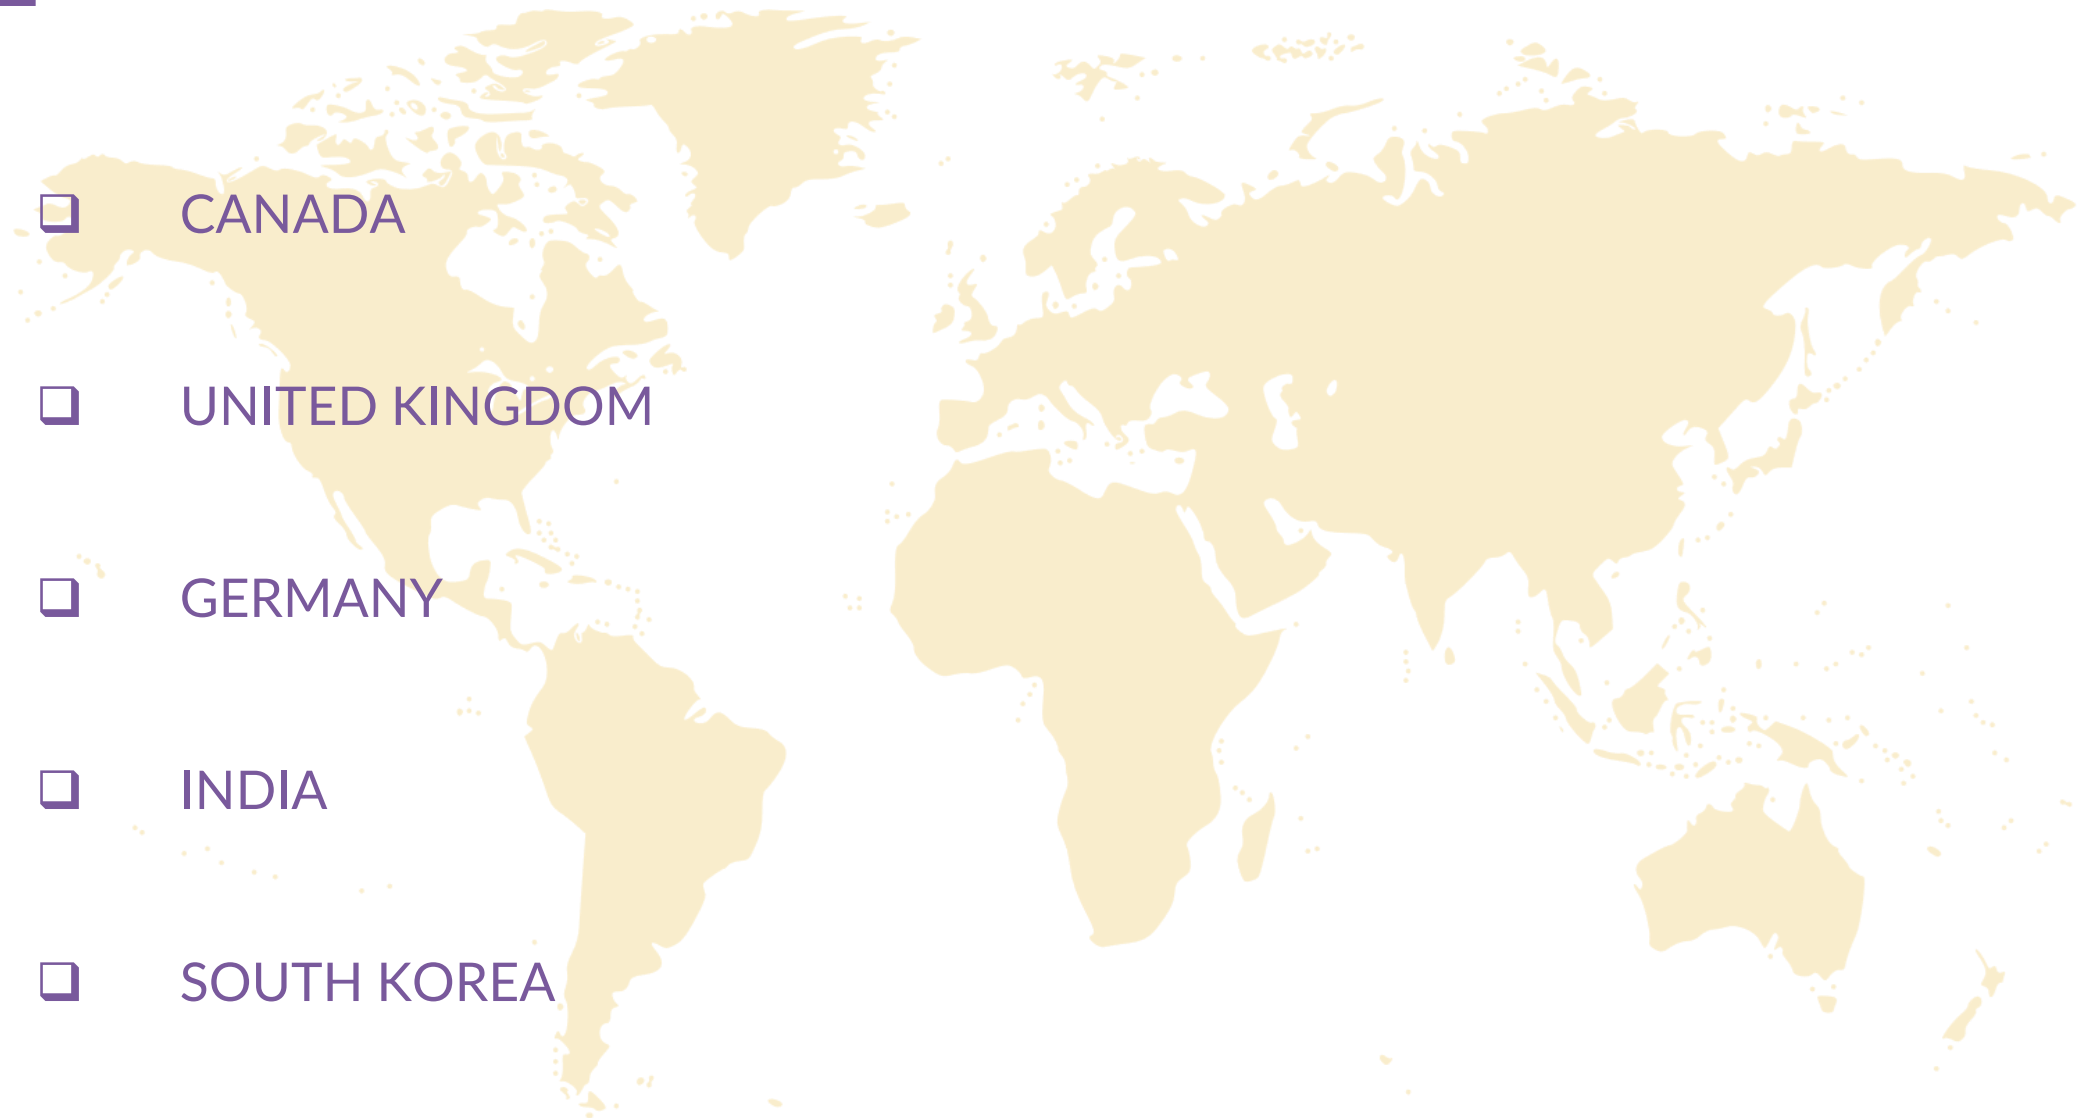 CANADA
UNITED KINGDOM
GERMANY
INDIA
SOUTH KOREA